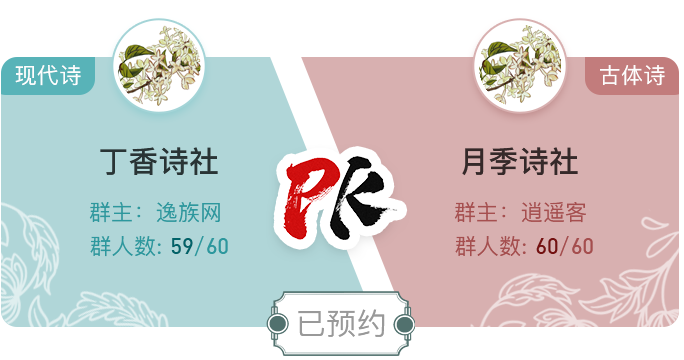 现代诗
古体诗
丁香诗社
月季诗社
群主：逸族网
群主：逍遥客
PK
群人数: 59/60
群人数: 60/60
已预约